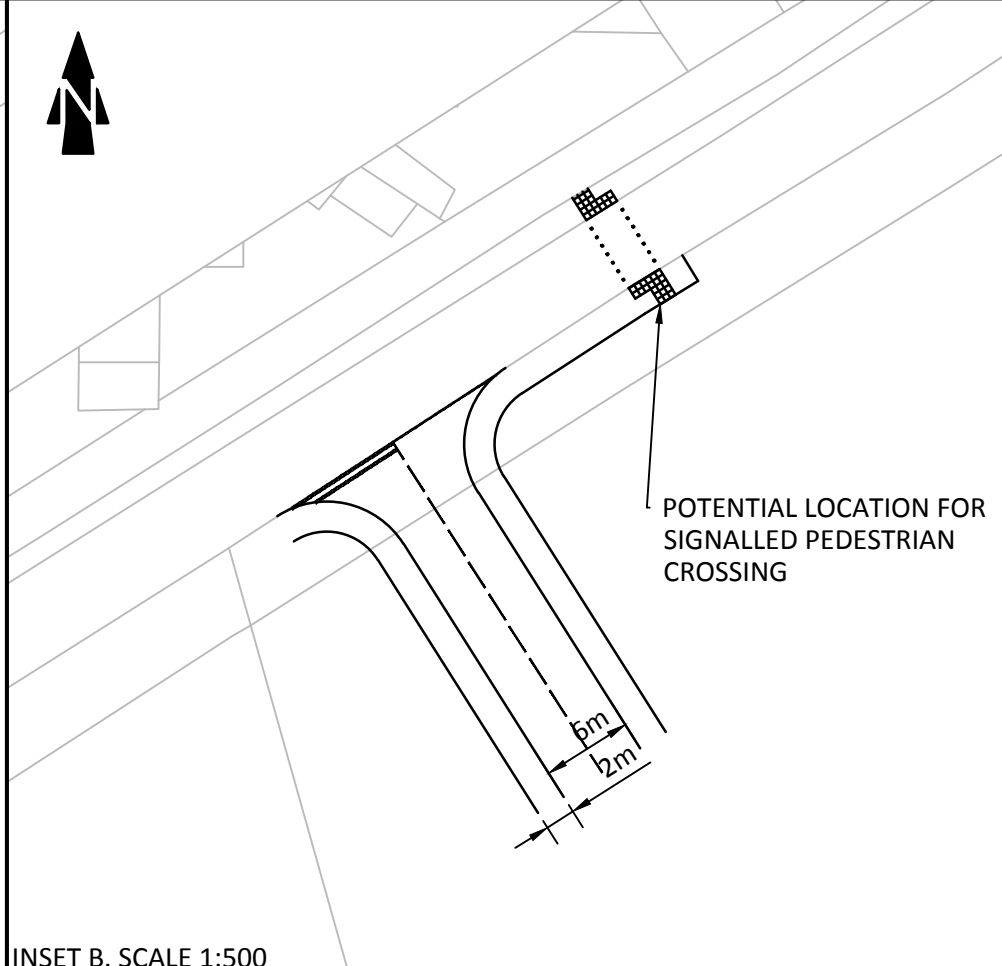 N
POTENTIAL LOCATION FOR
SIGNALLED PEDESTRIAN
CROSSING
6m
2m
INSET B. SCALE 1:500